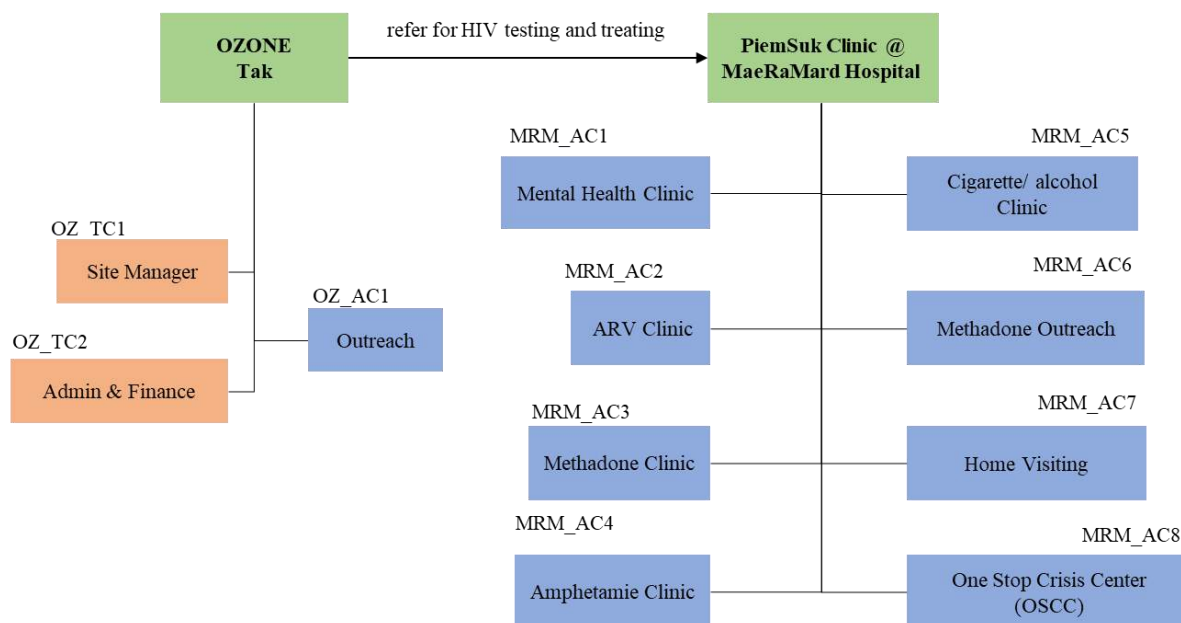 OZONE
Tak
refer for HIV testing and treating
PiemSuk Clinic @
MaeRaMard Hospital
OZ_TC1
Site Manager
OZ_TC2
Admin & Finance
OZ_AC1
Outreach
MRM_AC1
Mental Health Clinic
MRM_AC2
ARV Clinic
MRM_AC3
Methadone Clinic
MRM_AC4
Amphetamie Clinic
MRM_AC5
Cigarette/ alcohol
Clinic
MRM_AC6
Methadone Outreach
MRM_AC7
Home Visiting
MRM_AC8
One Stop Crisis Center
(OSCC)